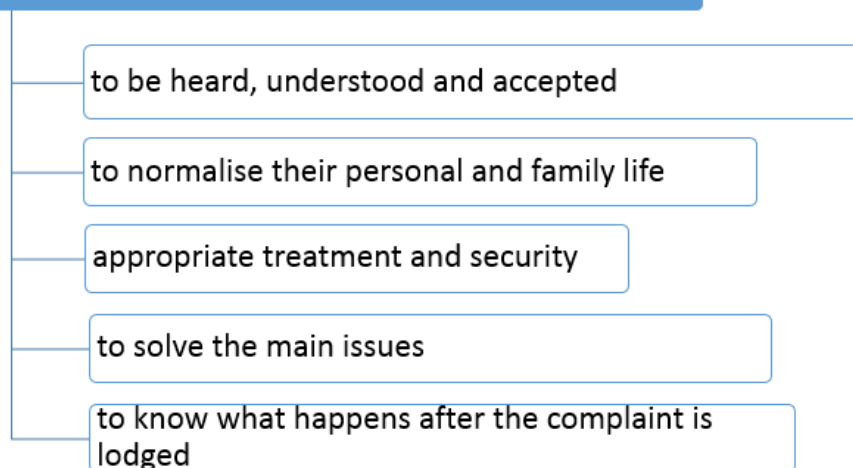 to be heard, understood and accepted
to normalise their personal and family life
appropriate treatment and security
to solve the main issues
to know what happens after the complaint is
lodged